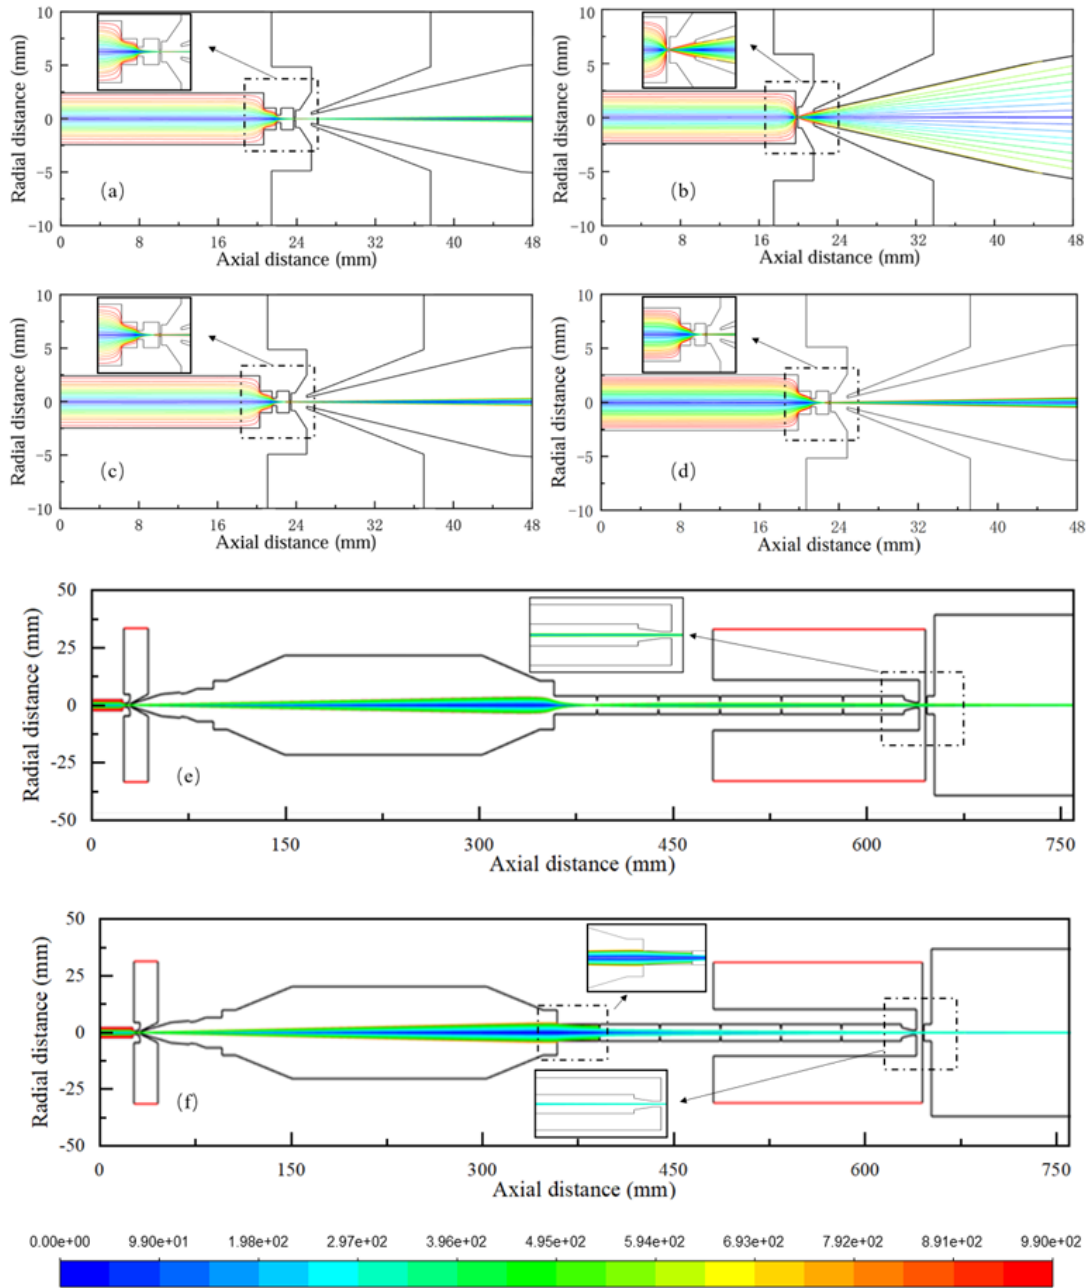 10
5
0
-5
-10
Radial distance (mm)
(a)
0 8 16 24 32 40 48
Axial distance (mm)
10
5
0
-5
-10
Radial distance (mm)
(b)
0 8 16 24 32 40 48
Axial distance (mm)
10
5
0
-5
-10
Radial distance (mm)
(c)
0 8 16 24 32 40 48
Axial distance (mm)
10
5
0
-5
-10
Radial distance (mm)
(d)
0 8 16 24 32 40 48
Axial distance (mm)
50
25
0
-25
-50
Radial distance (mm)
(e)
0 150 300 450 600 750
Axial distance (mm)
50
25
0
-25
-50
Radial distance (mm)
(f)
0 150 300 450 600 750
Axial distance (mm)
0.00e+00 9.90e+01 1.98e+02 2.97e+02 3.96e+02 4.95e+02 5.94e+02 6.93e+02 7.92e+02 8.91e+02 9.90e+02